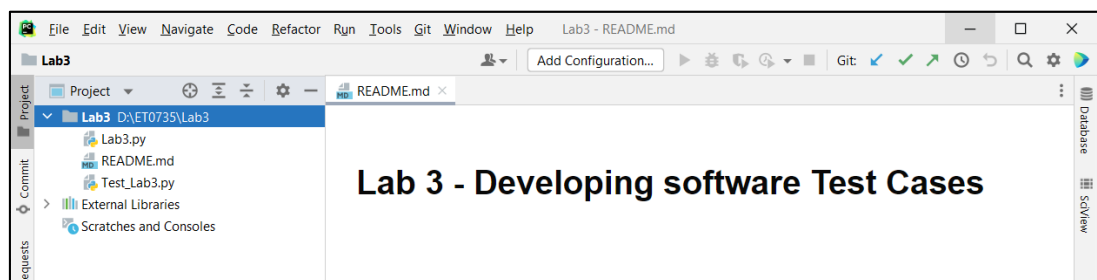 PC
File Edit View Navigate Code Refactor Run Tools Git Window Help Lab3 - README.md
Lab3 Add Configuration... Git:
Project Project README.md
Lab3 D:\ET0735\Lab3
Lab3.py
MD README.md
Test_Lab3.py
External Libraries
Scratches and Consoles
Lab 3 - Developing software Test Cases
Commit
equests
Database
SciView